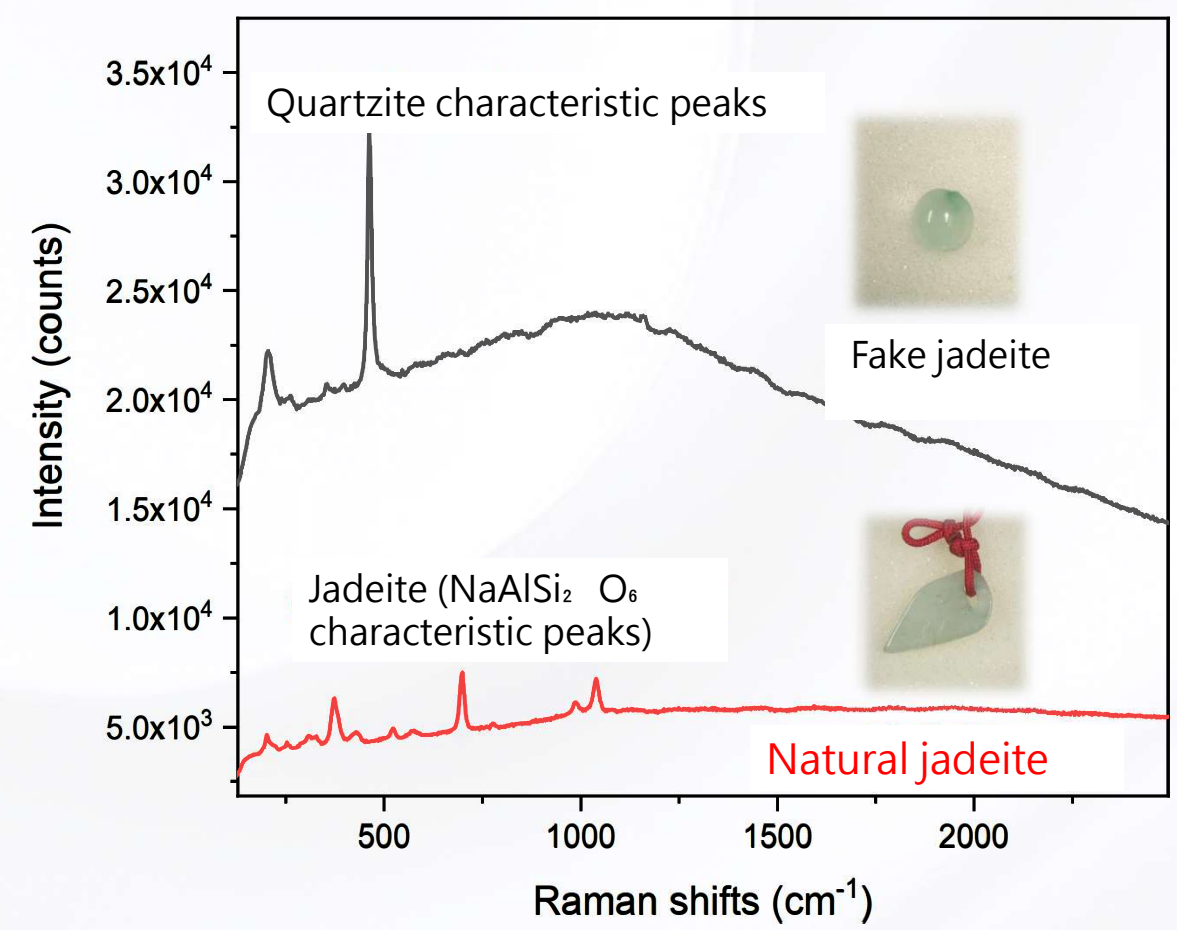 3.5x10⁴
Quartzite characteristic peaks
3.0x10⁴
2.5x10⁴
Fake jadeite
2.0x10⁴
1.5x10⁴
Jadeite (NaAlSi₂ O₆
characteristic peaks)
1.0x10⁴
5.0x10³
Natural jadeite
Intensity (counts)
500 1000 1500 2000
Raman shifts (cm⁻¹)